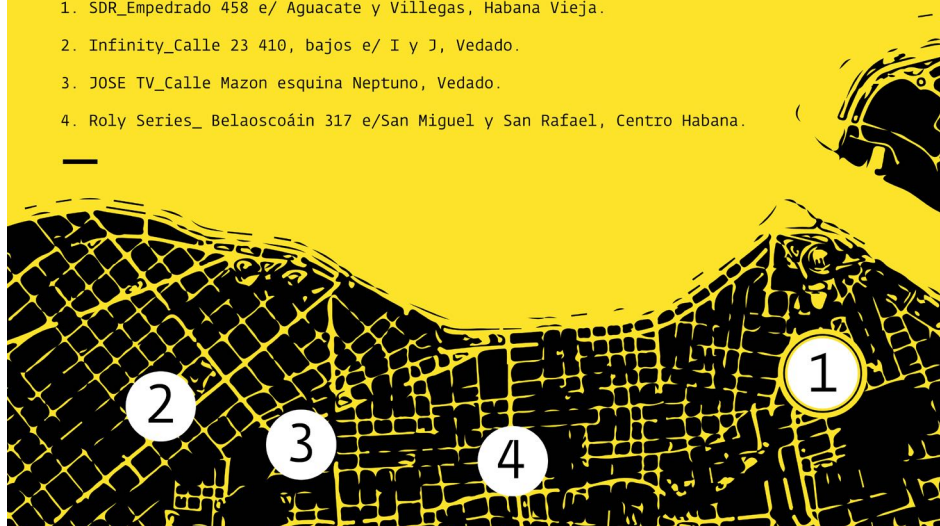 1. SDR_Empedrado 458 e/ Aguacate y Villegas, Habana Vieja.
2. Infinity_Calle 23 410, bajos e/ I y J, Vedado.
3. JOSE TV_Calle Mazon esquina Neptuno, Vedado.
4. Roly Series_ Belaoscoáin 317 e/San Miguel y San Rafael, Centro Habana.
1
2
3
4